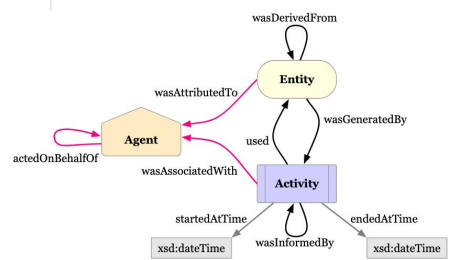 wasDerivedFrom
Entity
wasAttributedTo
wasGeneratedBy
Agent
used
actedOnBehalfOf
wasAssociatedWith
Activity
startedAtTime
endedAtTime
wasInformedBy
xsd:dateTime
xsd:dateTime